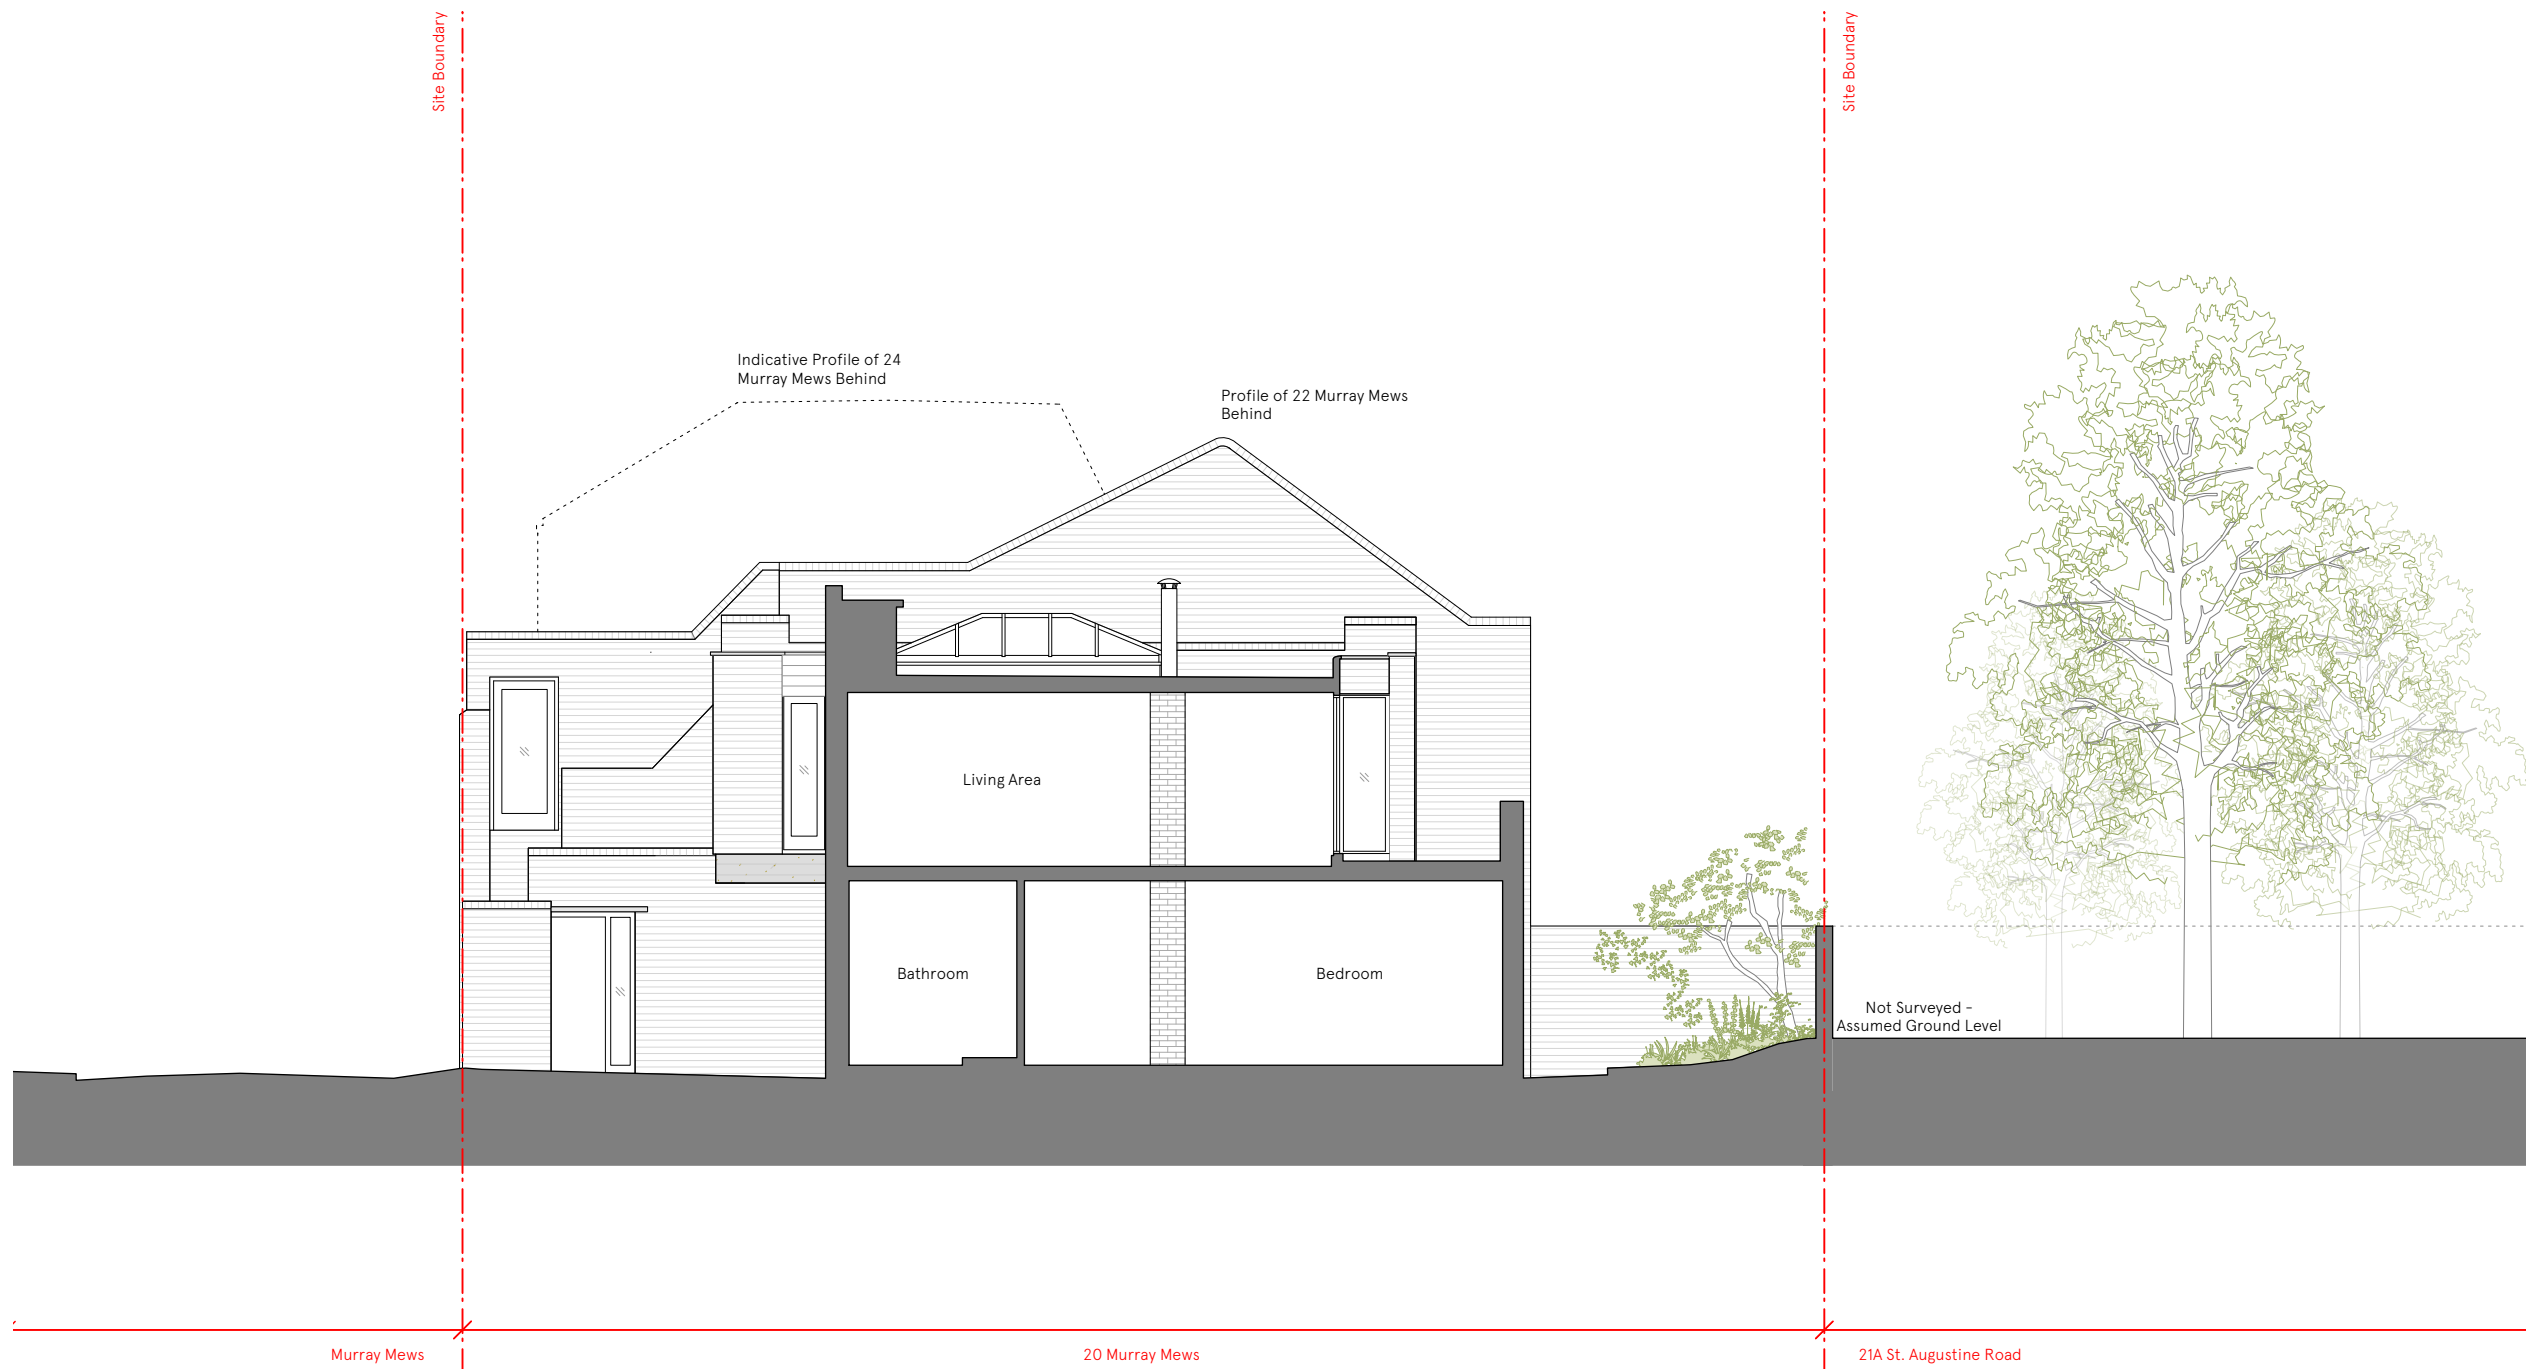 Site Boundary
Site Boundary
Indicative Profile of 24
Murray Mews Behind
Profile of 22 Murray Mews
Behind
Living Area
Bathroom
Bedroom
Not Surveyed -
Assumed Ground Level
Murray Mews
20 Murray Mews
21A St. Augustine Road